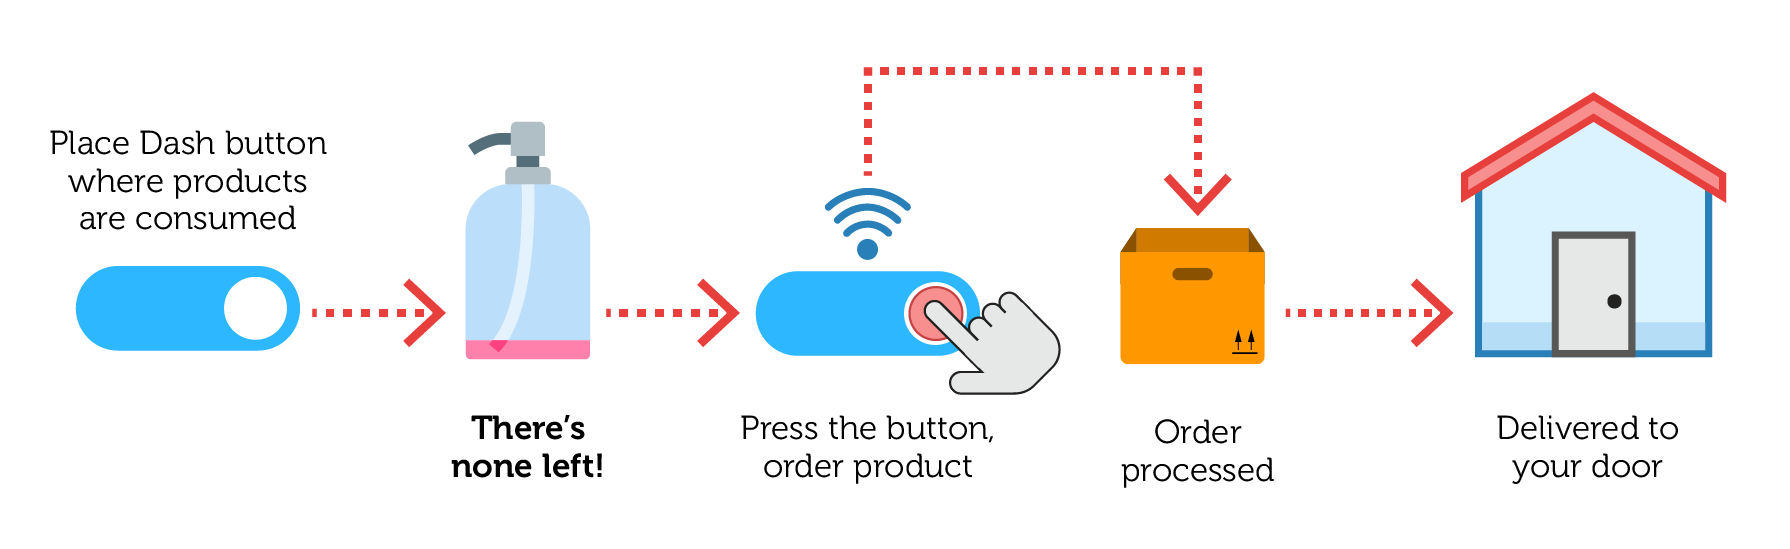 Place Dash button
where products
are consumed
There's
none left!
Press the button,
order product
Order
processed
Delivered to
your door